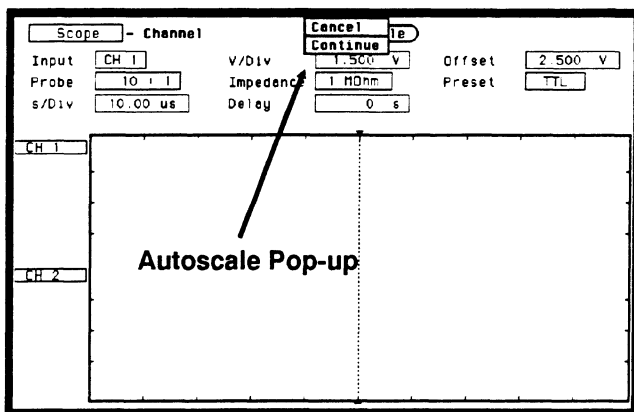 Scope - Channel
Cancel
Continue
le
Input CH 1 V/Div 1.500 V Offset 2.500 V
Probe 10 : 1 Impedance 1 MOhm Preset TTL
s/Div 10.00 us Delay 0 s
CH 1
Autoscale Pop-up
CH 2